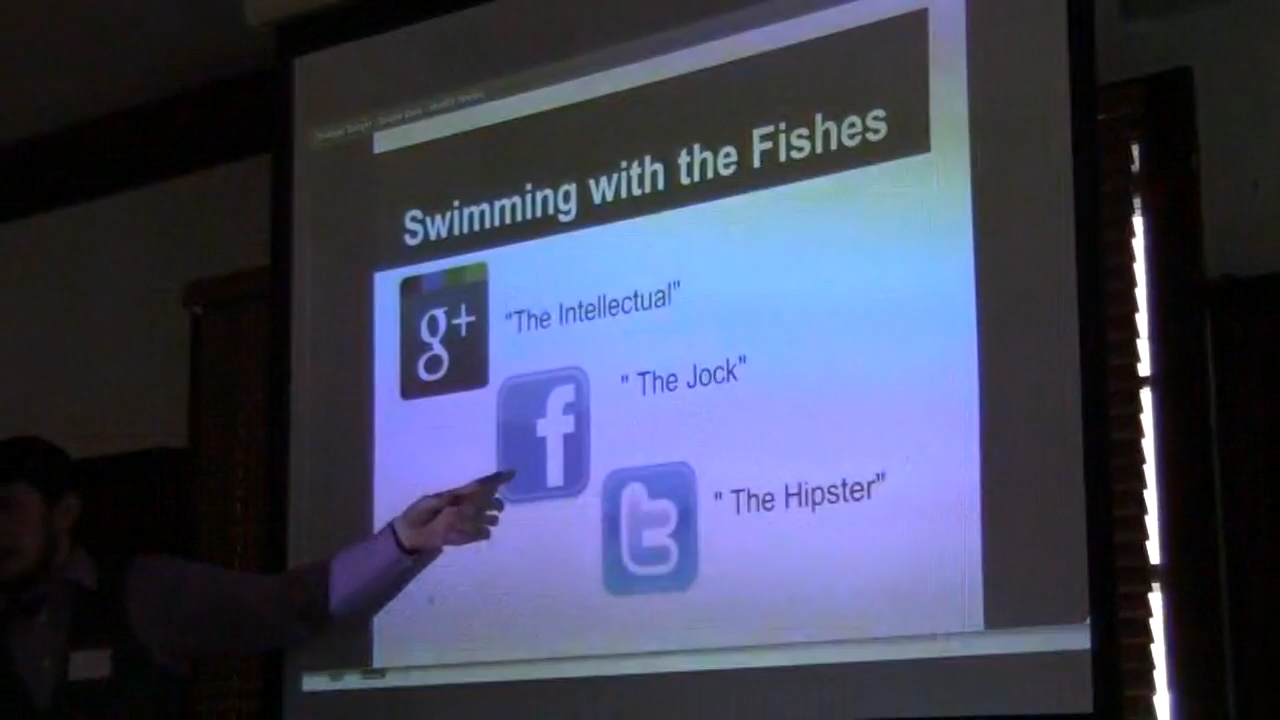 Swimming with the Fishes
g+ "The Intellectual"
f " The Jock"
t " The Hipster"